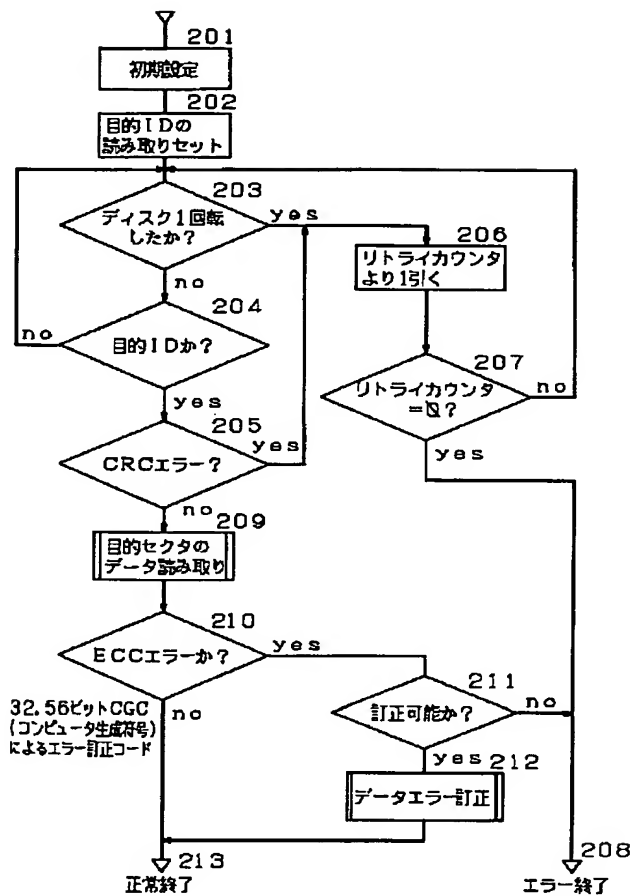 201
初期設定
202
目的IDの
読み取りセット
203
ディスク1回転
したか?
yes
no
204
目的IDか?
no
yes
205
CRCエラー?
yes
no
206
リトライカウンタ
より1引く
207
リトライカウンタ
=0?
no
yes
209
目的セクタの
データ読み取り
210
ECCエラーか?
yes
no
32.56ビットCGC
(コンピュータ生成符号)
によるエラー訂正コード
211
訂正可能か?
no
yes
212
データエラー訂正
213
正常終了
208
エラー終了